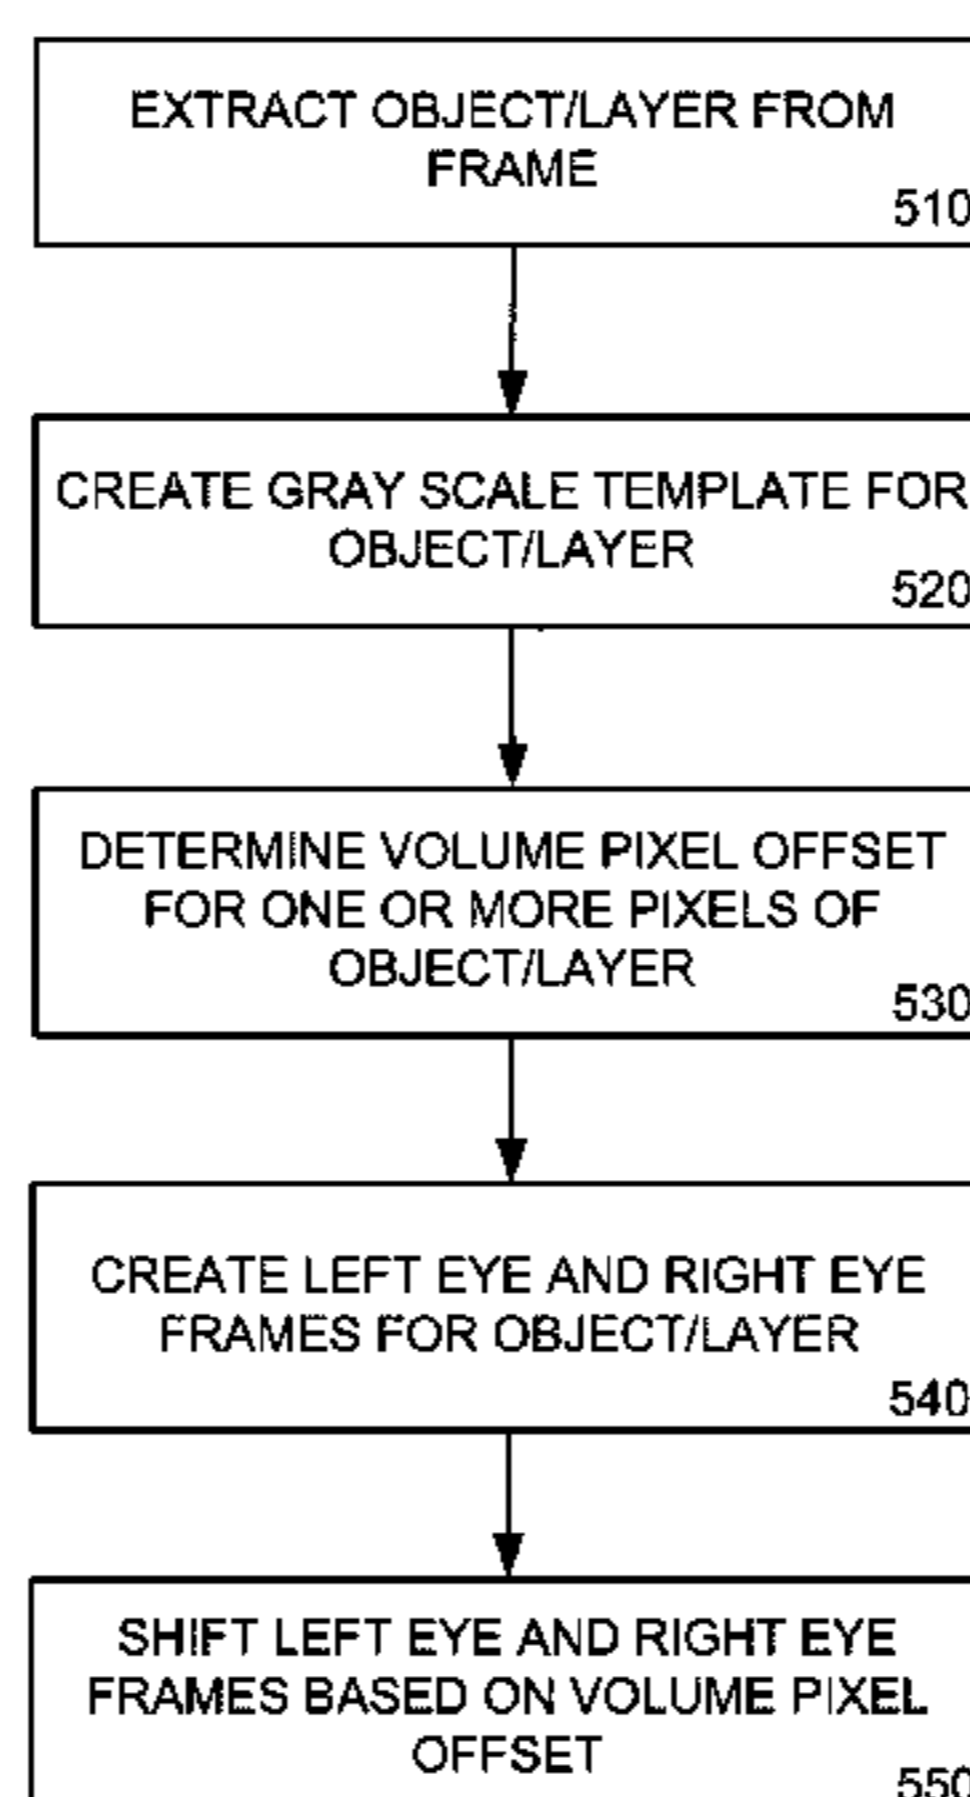 EXTRACT OBJECT/LAYER FROM
FRAME
510
CREATE GRAY SCALE TEMPLATE FOR
OBJECT/LAYER
520
DETERMINE VOLUME PIXEL OFFSET
FOR ONE OR MORE PIXELS OF
OBJECT/LAYER
530
CREATE LEFT EYE AND RIGHT EYE
FRAMES FOR OBJECT/LAYER
540
SHIFT LEFT EYE AND RIGHT EYE
FRAMES BASED ON VOLUME PIXEL
OFFSET
550